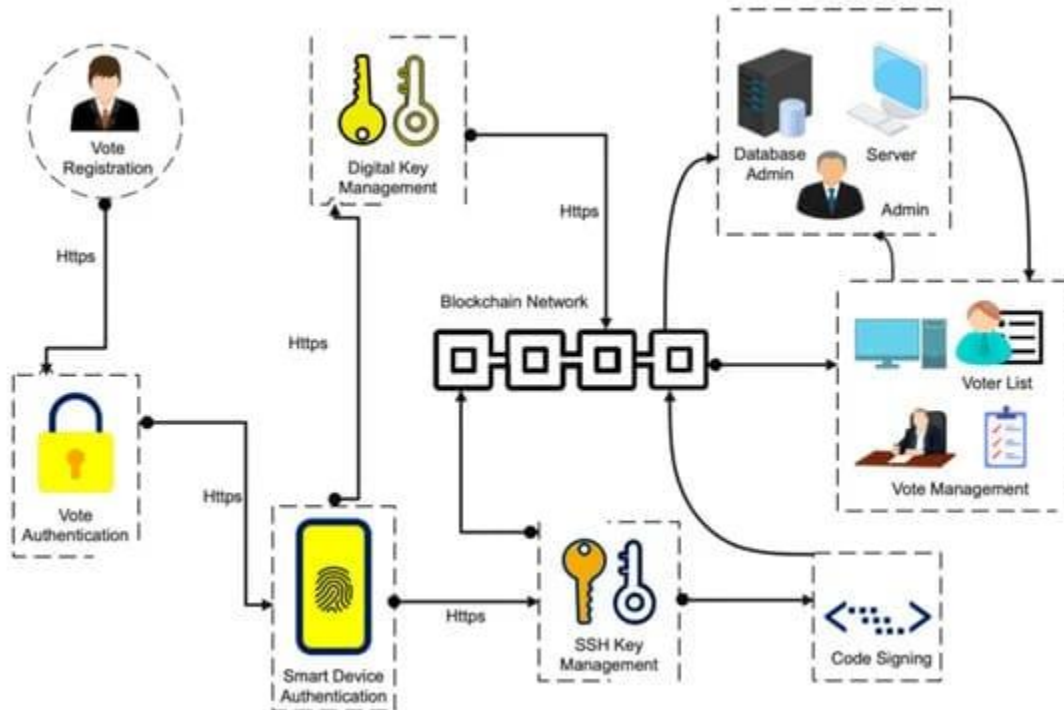 Vote
Registration
Https
Vote
Authentication
Https
Smart Device
Authentication
Https
Digital Key
Management
Https
Blockchain Network
Https
SSH Key
Management
Code Signing
Database
Admin
Server
Admin
Voter List
Vote Management